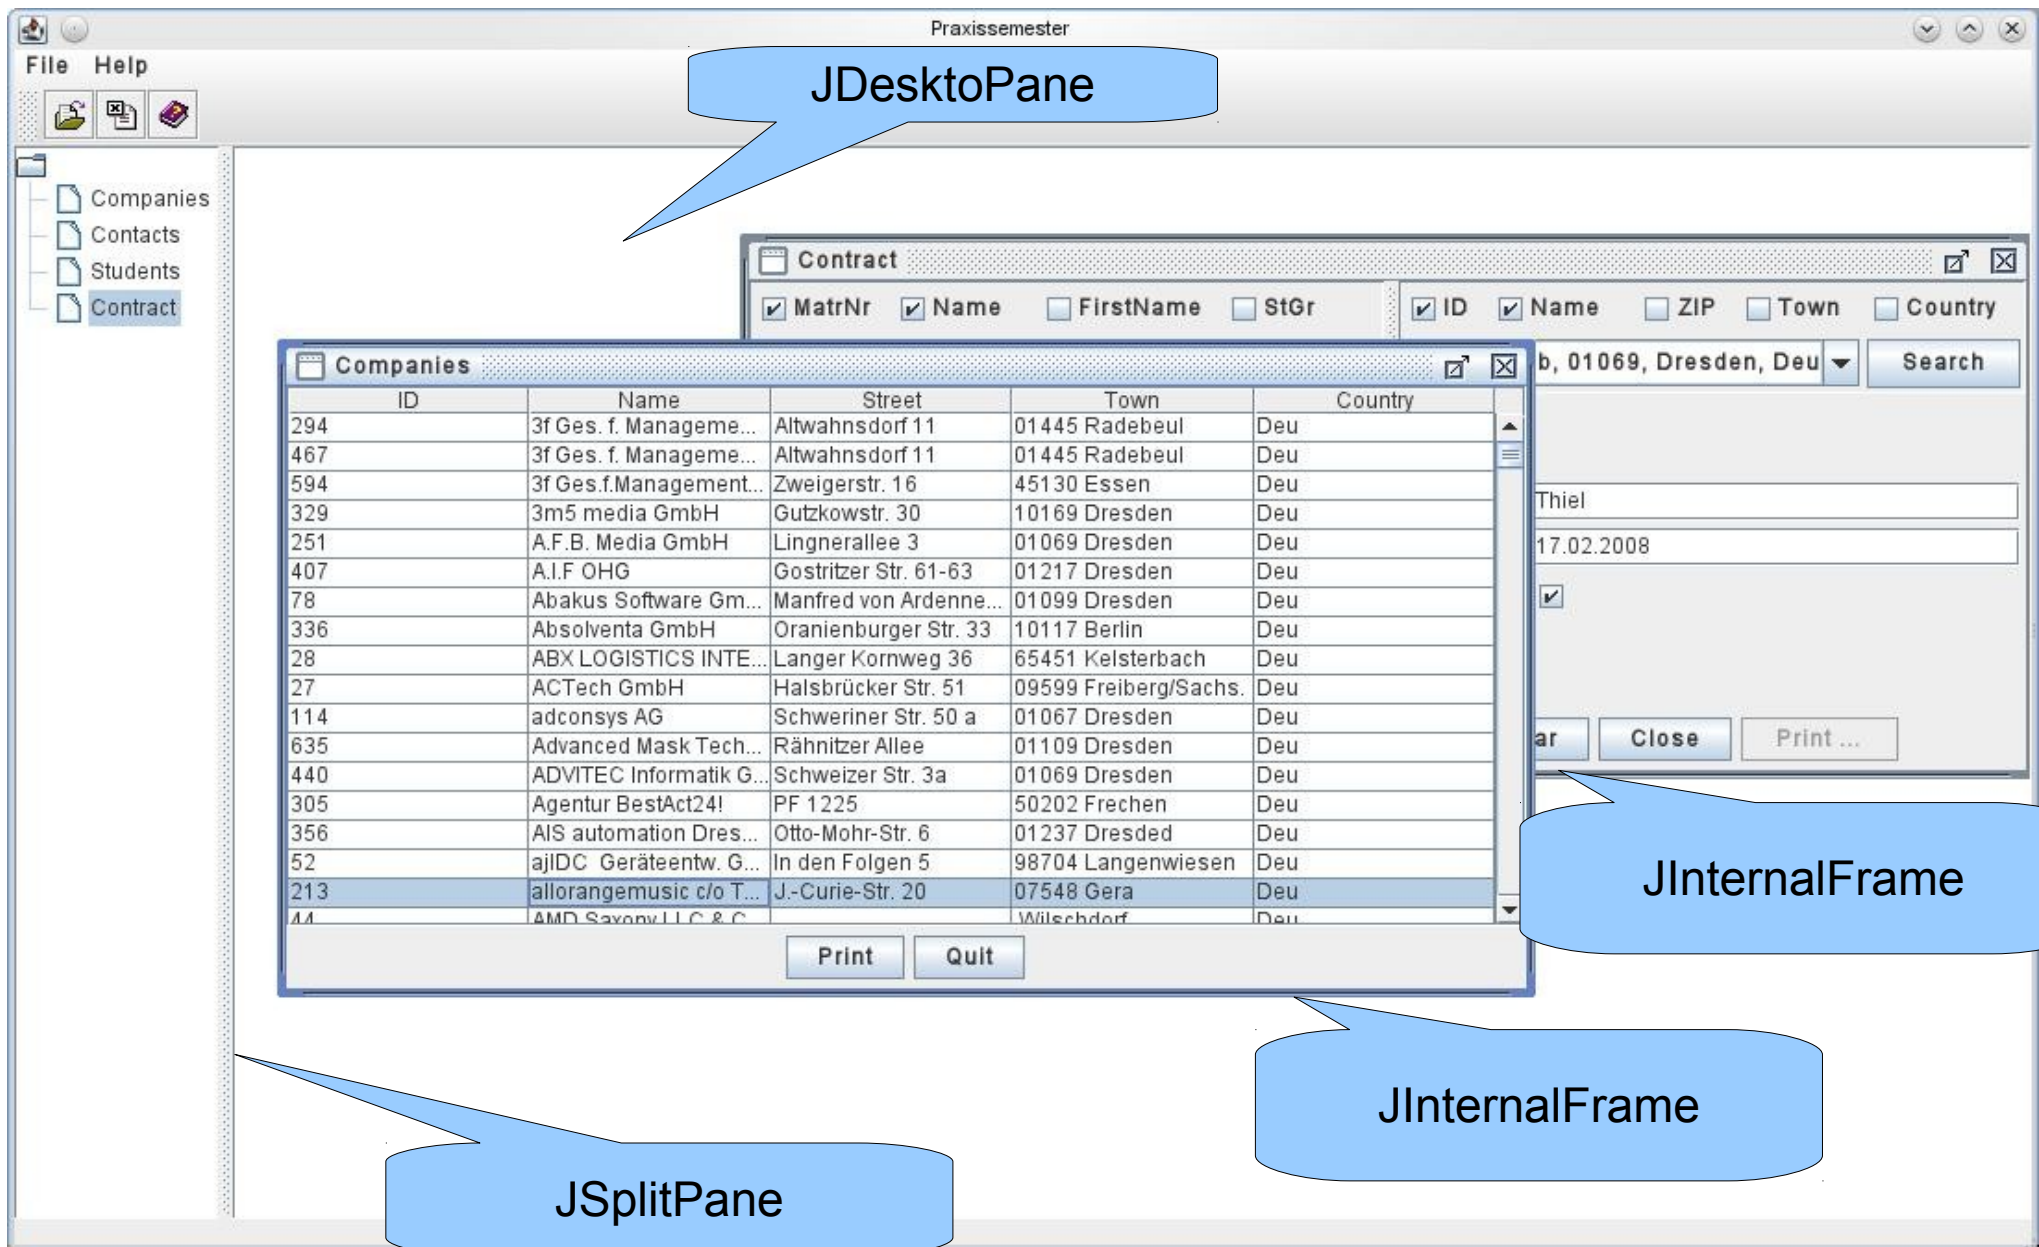 Praxissemester
File Help
JDesktoPane
Companies
Contacts
Students
Contract
Contract
MatrNr Name FirstName StGr ID Name ZIP Town Country
b, 01069, Dresden, Deu Search
Thiel
17.02.2008
ar Close Print ...
Companies
ID Name Street Town Country
294 3f Ges. f. Manageme... Altwahnsdorf 11 01445 Radebeul Deu
467 3f Ges. f. Manageme... Altwahnsdorf 11 01445 Radebeul Deu
594 3f Ges.f.Management... Zweigerstr. 16 45130 Essen Deu
329 3m5 media GmbH Gutzkowstr. 30 10169 Dresden Deu
251 A.F.B. Media GmbH Lingnerallee 3 01069 Dresden Deu
407 A.I.F OHG Gostritzer Str. 61-63 01217 Dresden Deu
78 Abakus Software Gm... Manfred von Ardenne... 01099 Dresden Deu
336 Absolventa GmbH Oranienburger Str. 33 10117 Berlin Deu
28 ABX LOGISTICS INTE... Langer Kornweg 36 65451 Kelsterbach Deu
27 ACTech GmbH Halsbrücker Str. 51 09599 Freiberg/Sachs. Deu
114 adconsys AG Schweriner Str. 50 a 01067 Dresden Deu
635 Advanced Mask Tech... Rähnitzer Allee 01109 Dresden Deu
440 ADVITEC Informatik G... Schweizer Str. 3a 01069 Dresden Deu
305 Agentur BestAct24! PF 1225 50202 Frechen Deu
356 AIS automation Dres... Otto-Mohr-Str. 6 01237 Dresded Deu
52 ajIDC Geräteentw. G... In den Folgen 5 98704 Langenwiesen Deu
213 allorangemusic c/o T... J.-Curie-Str. 20 07548 Gera Deu
44 AMD Saxony LLC & C Wilschdorf Deu
Print Quit
JInternalFrame
JInternalFrame
JSplitPane